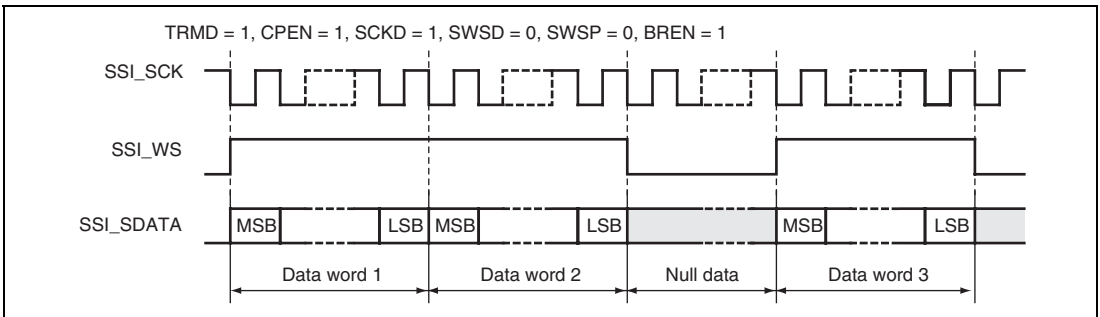 TRMD = 1, CPEN = 1, SCKD = 1, SWSD = 0, SWSP = 0, BREN = 1
SSI_SCK
SSI_WS
SSI_SDATA
MSB LSB MSB LSB MSB LSB
Data word 1 Data word 2 Null data Data word 3